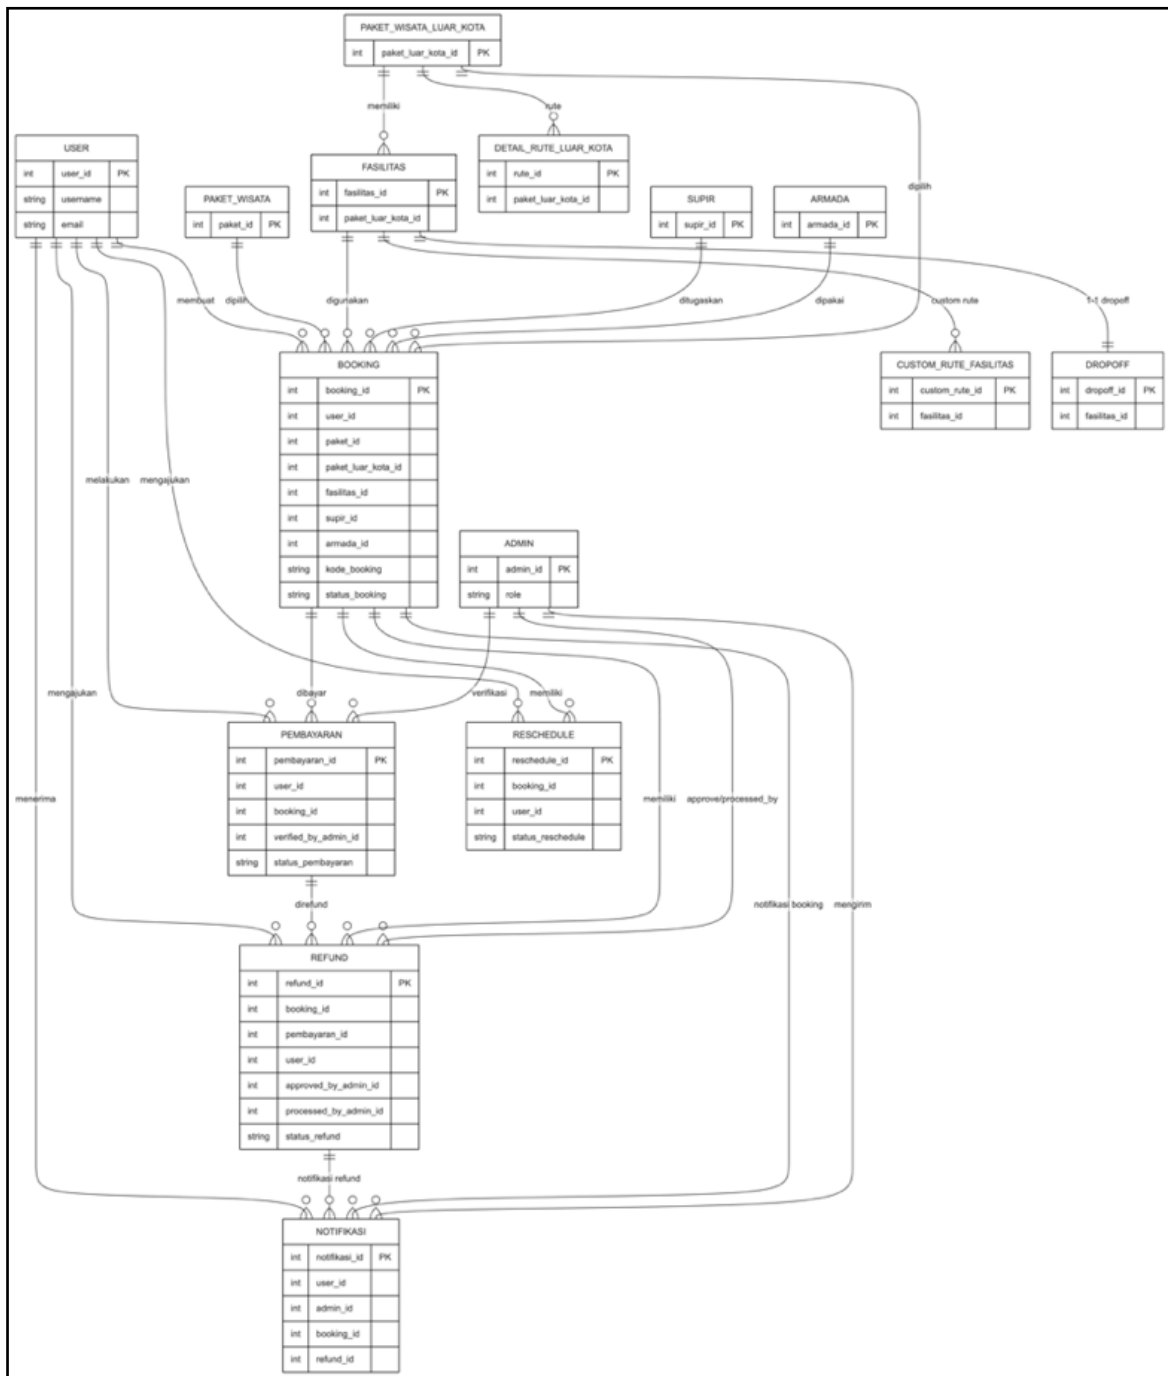 PAKET_WISATA_LUAR_KOTA
int paket_luar_kota_id PK
memiliki
rute
dipilih
USER
int user_id PK
string username
string email
PAKET_WISATA
int paket_id PK
FASILITAS
int fasilitas_id PK
int paket_luar_kota_id
DETAIL_RUTE_LUAR_KOTA
int rute_id PK
int paket_luar_kota_id
SUPIR
int supir_id PK
ARMADA
int armada_id PK
membuat
dipilih
digunakan
ditugaskan
dipakai
custom rute
1-1 dropoff
BOOKING
int booking_id PK
int user_id
int paket_id
int paket_luar_kota_id
int fasilitas_id
int supir_id
int armada_id
string kode_booking
string status_booking
CUSTOM_RUTE_FASILITAS
int custom_rute_id PK
int fasilitas_id
DROPOFF
int dropoff_id PK
int fasilitas_id
melakukan
mengajukan
ADMIN
int admin_id PK
string role
mengajukan
dibayar
verifikasi
memiliki
PEMBAYARAN
int pembayaran_id PK
int user_id
int booking_id
int verified_by_admin_id
string status_pembayaran
RESCHEDULE
int reschedule_id PK
int booking_id
int user_id
string status_reschedule
menerima
memiliki
approve/processed_by
direfund
notifikasi booking
mengirim
REFUND
int refund_id PK
int booking_id
int pembayaran_id
int user_id
int approved_by_admin_id
int processed_by_admin_id
string status_refund
notifikasi refund
NOTIFIKASI
int notifikasi_id PK
int user_id
int admin_id
int booking_id
int refund_id